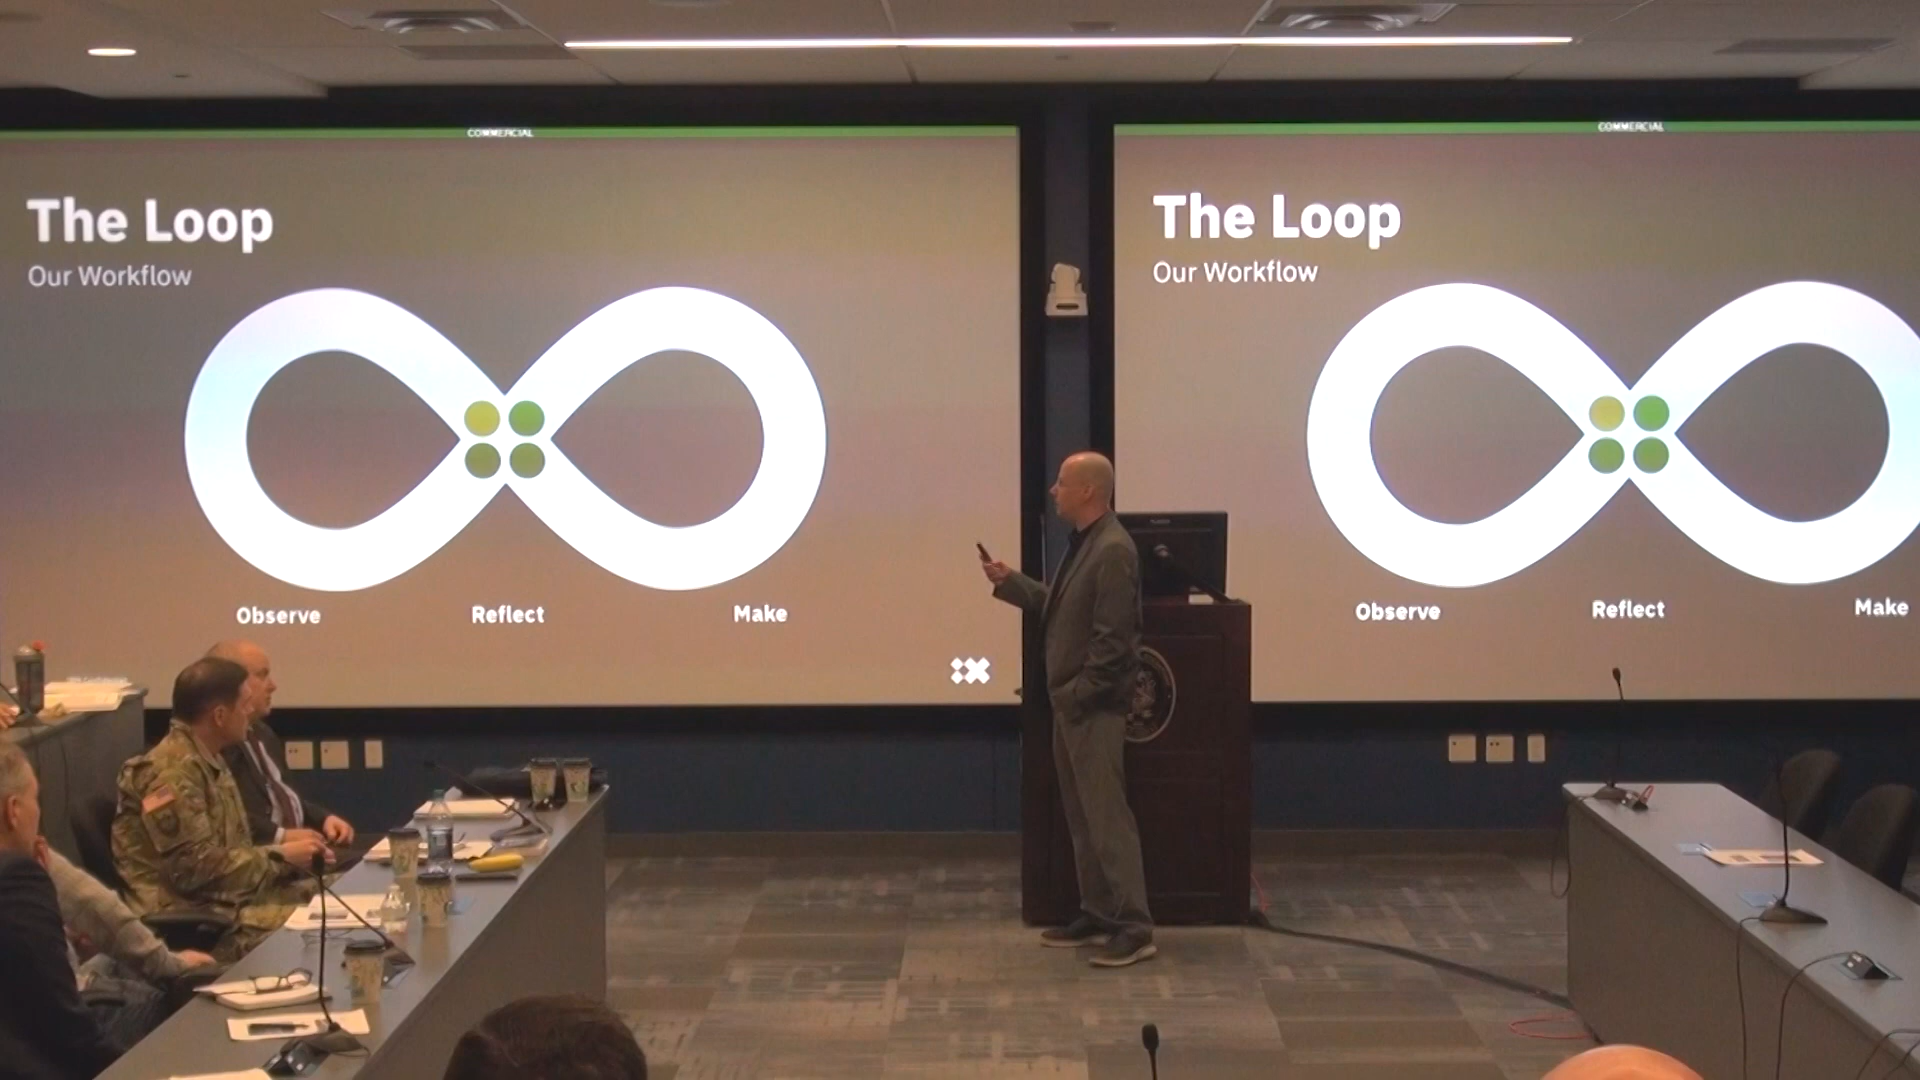 COMMERCIAL
The Loop
Our Workflow
Observe Reflect Make
COMMERCIAL
The Loop
Our Workflow
Observe Reflect Make